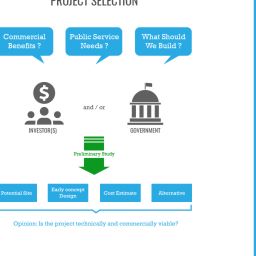 PROJECT SELECTION
Commercial
Benefits ?
Public Service
Needs ?
What Should
We Build ?
$
and / or
INVESTOR(S)
GOVERNMENT
Preliminary Study
Potential Site
Early concept
Design
Cost Estimate
Alternative
Opinion: Is the project technically and commercially viable?